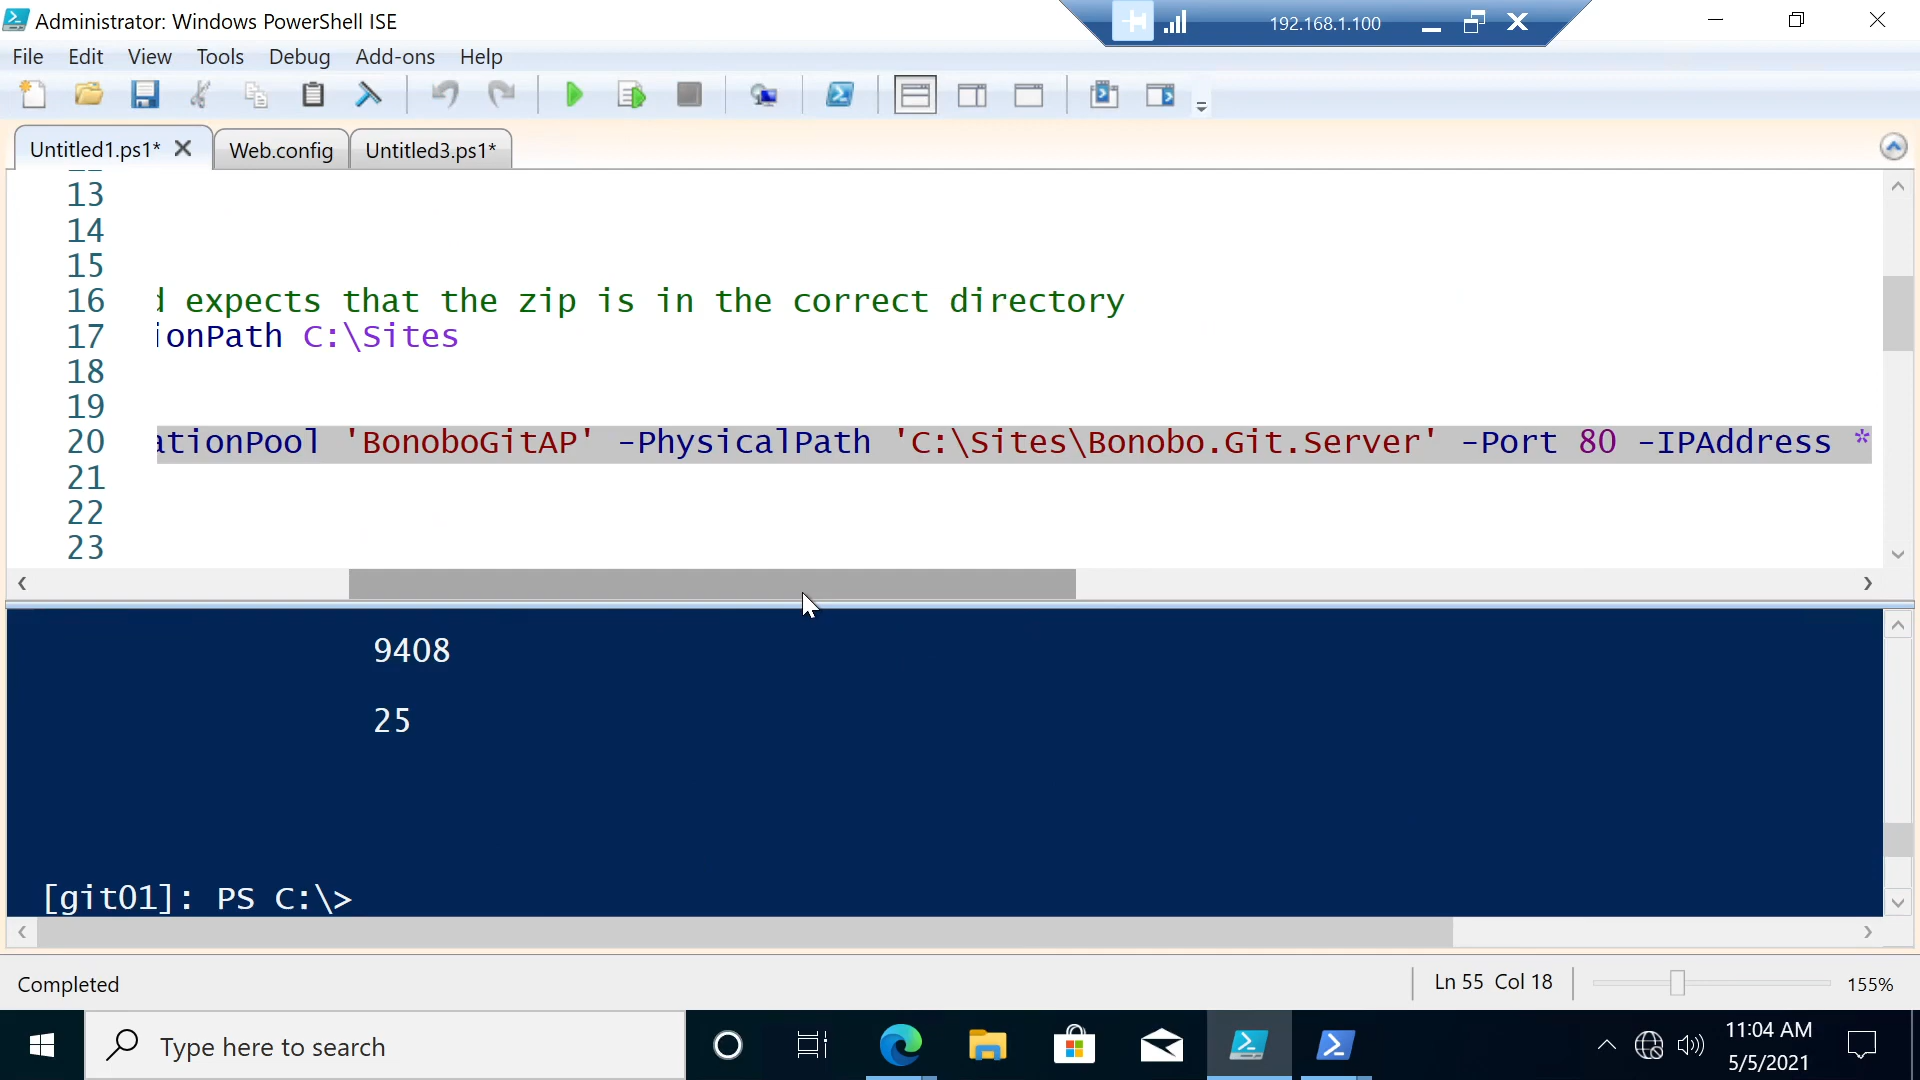 Administrator: Windows PowerShell ISE
192.168.1.100
File Edit View Tools Debug Add-ons Help
Untitled1.ps1* Web.config Untitled3.ps1*
13
14
15
16 expects that the zip is in the correct directory
17 ionPath C:\Sites
18
19
20 ationPool 'BonoboGitAP' -PhysicalPath 'C:\Sites\Bonobo.Git.Server' -Port 80 -IPAddress *
21
22
23
9408
25
[git01]: PS C:\>
Completed
Ln 55 Col 18
155%
Type here to search
11:04 AM
5/5/2021